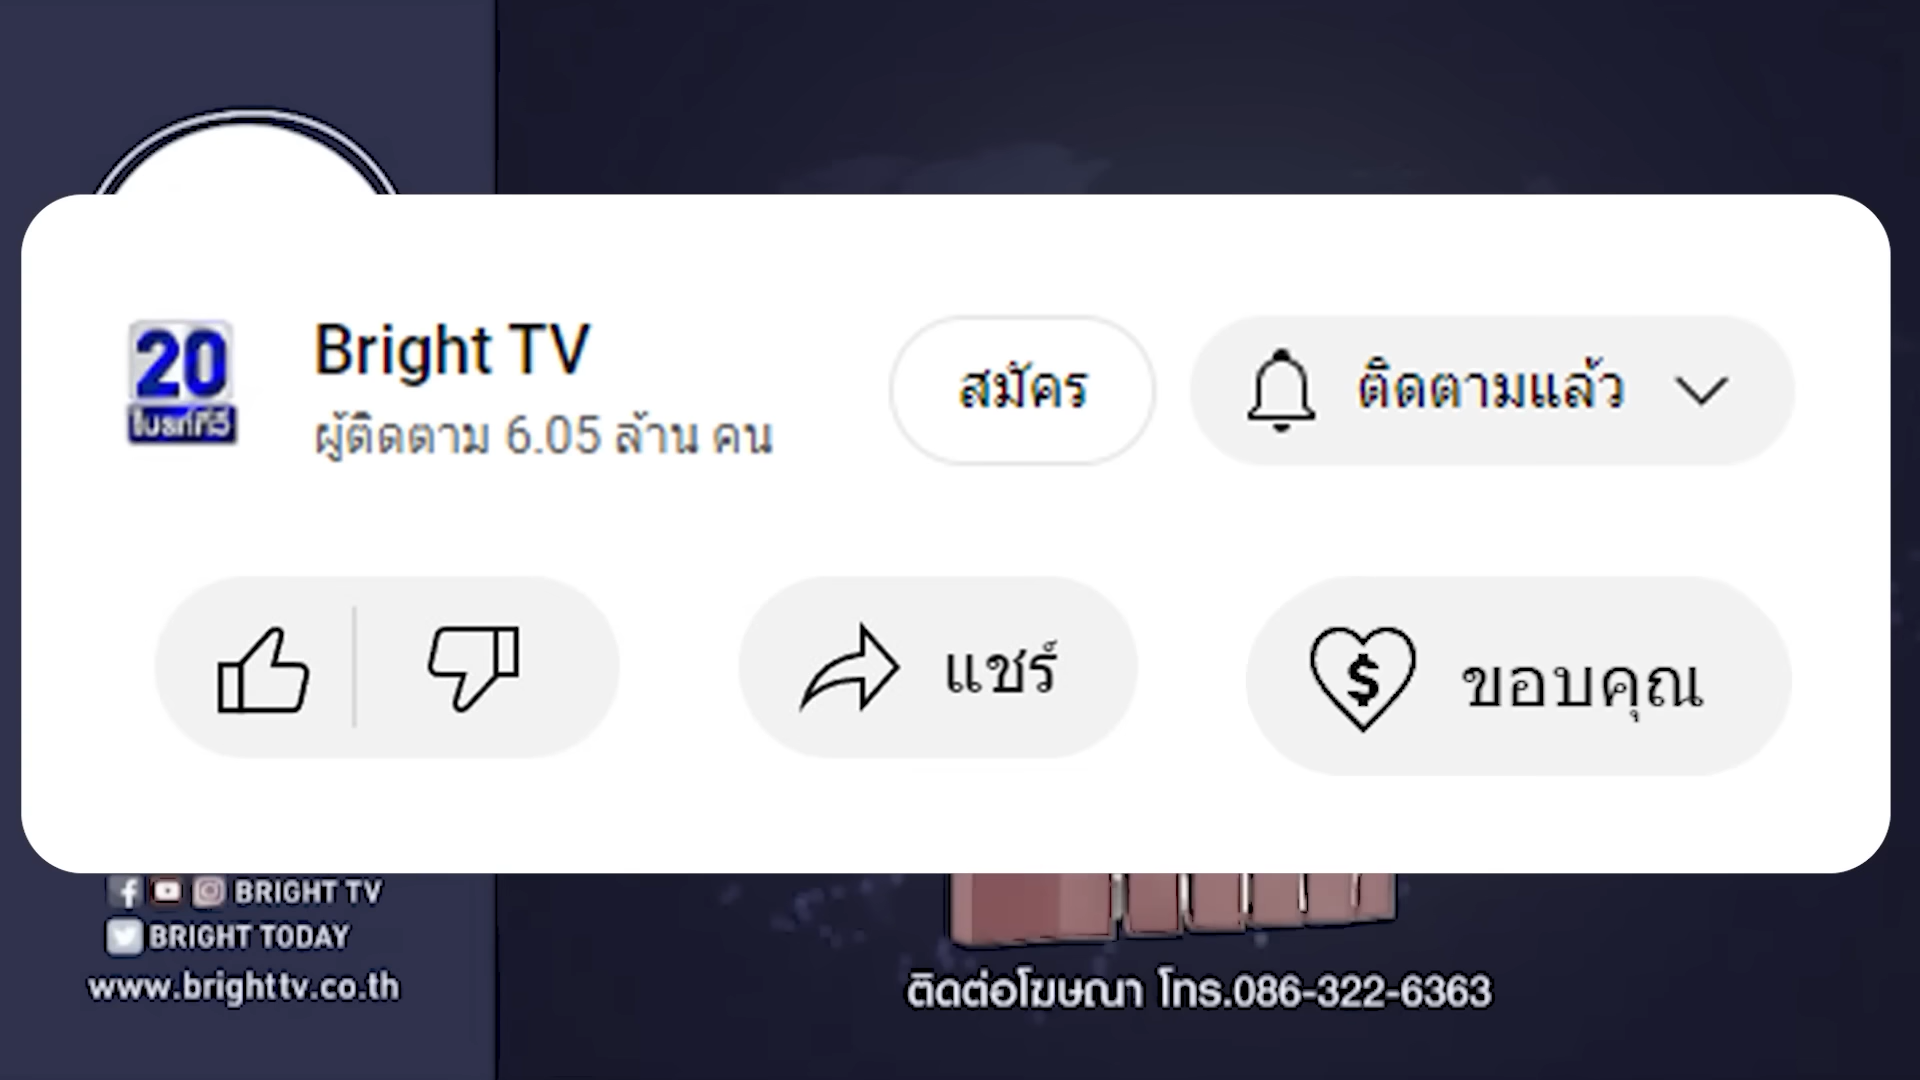 20
ไบรท์ทีวี
Bright TV
ผู้ติดตาม 6.05 ล้าน คน
สมัคร
ติดตามแล้ว
แชร์
$ ขอบคุณ
BRIGHT TV
BRIGHT TODAY
www.brighttv.co.th
ติดต่อโฆษณา โทร.086-322-6363